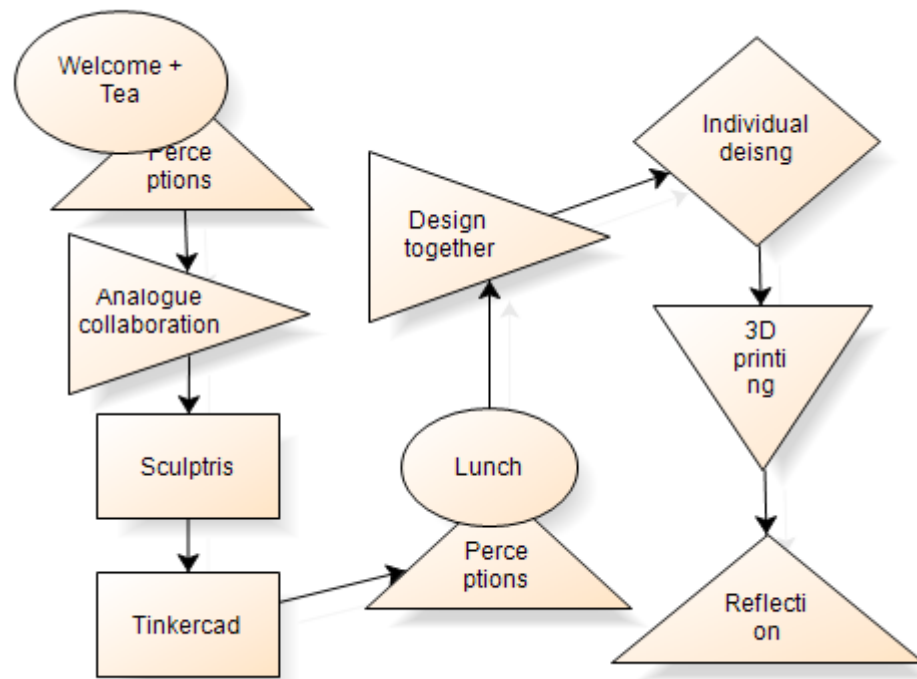 Welcome +
Tea
Perce
ptions
Analogue
collaboration
Sculptris
Tinkercad
Lunch
Perce
ptions
Design
together
Individual
deisng
3D
printi
ng
Reflecti
on